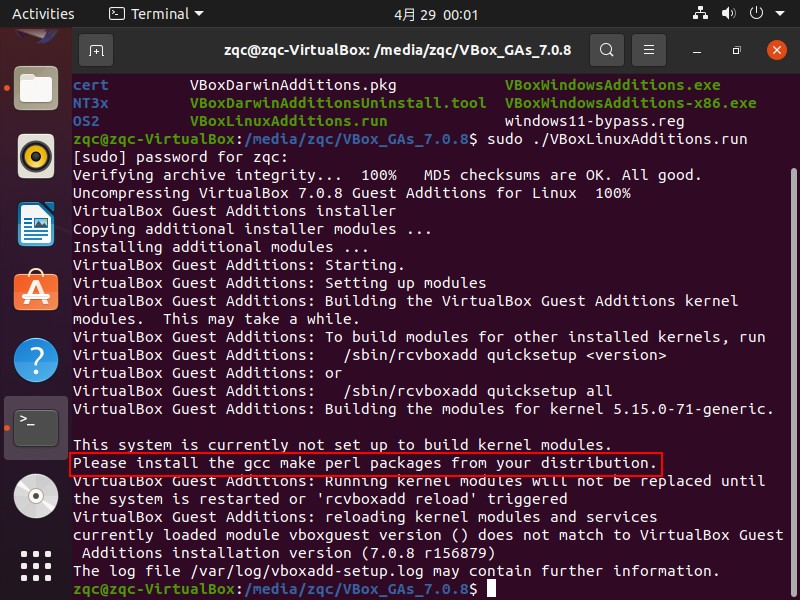 Activities Terminal 4月 29 00:01
zqc@zqc-VirtualBox: /media/zqc/VBox_GAs_7.0.8
cert VBoxDarwinAdditions.pkg VBoxWindowsAdditions.exe
NT3x VBoxDarwinAdditionsUninstall.tool VBoxWindowsAdditions-x86.exe
OS2 VBoxLinuxAdditions.run windows11-bypass.reg
zqc@zqc-VirtualBox:/media/zqc/VBox_GAs_7.0.8$ sudo ./VBoxLinuxAdditions.run
[sudo] password for zqc:
Verifying archive integrity...  100%   MD5 checksums are OK. All good.
Uncompressing VirtualBox 7.0.8 Guest Additions for Linux  100%
VirtualBox Guest Additions installer
Copying additional installer modules ...
Installing additional modules ...
VirtualBox Guest Additions: Starting.
VirtualBox Guest Additions: Setting up modules
VirtualBox Guest Additions: Building the VirtualBox Guest Additions kernel
modules.  This may take a while.
VirtualBox Guest Additions: To build modules for other installed kernels, run
VirtualBox Guest Additions:   /sbin/rcvboxadd quicksetup <version>
VirtualBox Guest Additions: or
VirtualBox Guest Additions:   /sbin/rcvboxadd quicksetup all
VirtualBox Guest Additions: Building the modules for kernel 5.15.0-71-generic.
This system is currently not set up to build kernel modules.
Please install the gcc make perl packages from your distribution.
VirtualBox Guest Additions: Running kernel modules will not be replaced until
the system is restarted or 'rcvboxadd reload' triggered
VirtualBox Guest Additions: reloading kernel modules and services
currently loaded module vboxguest version () does not match to VirtualBox Guest
 Additions installation version (7.0.8 r156879)
The log file /var/log/vboxadd-setup.log may contain further information.
zqc@zqc-VirtualBox:/media/zqc/VBox_GAs_7.0.8$